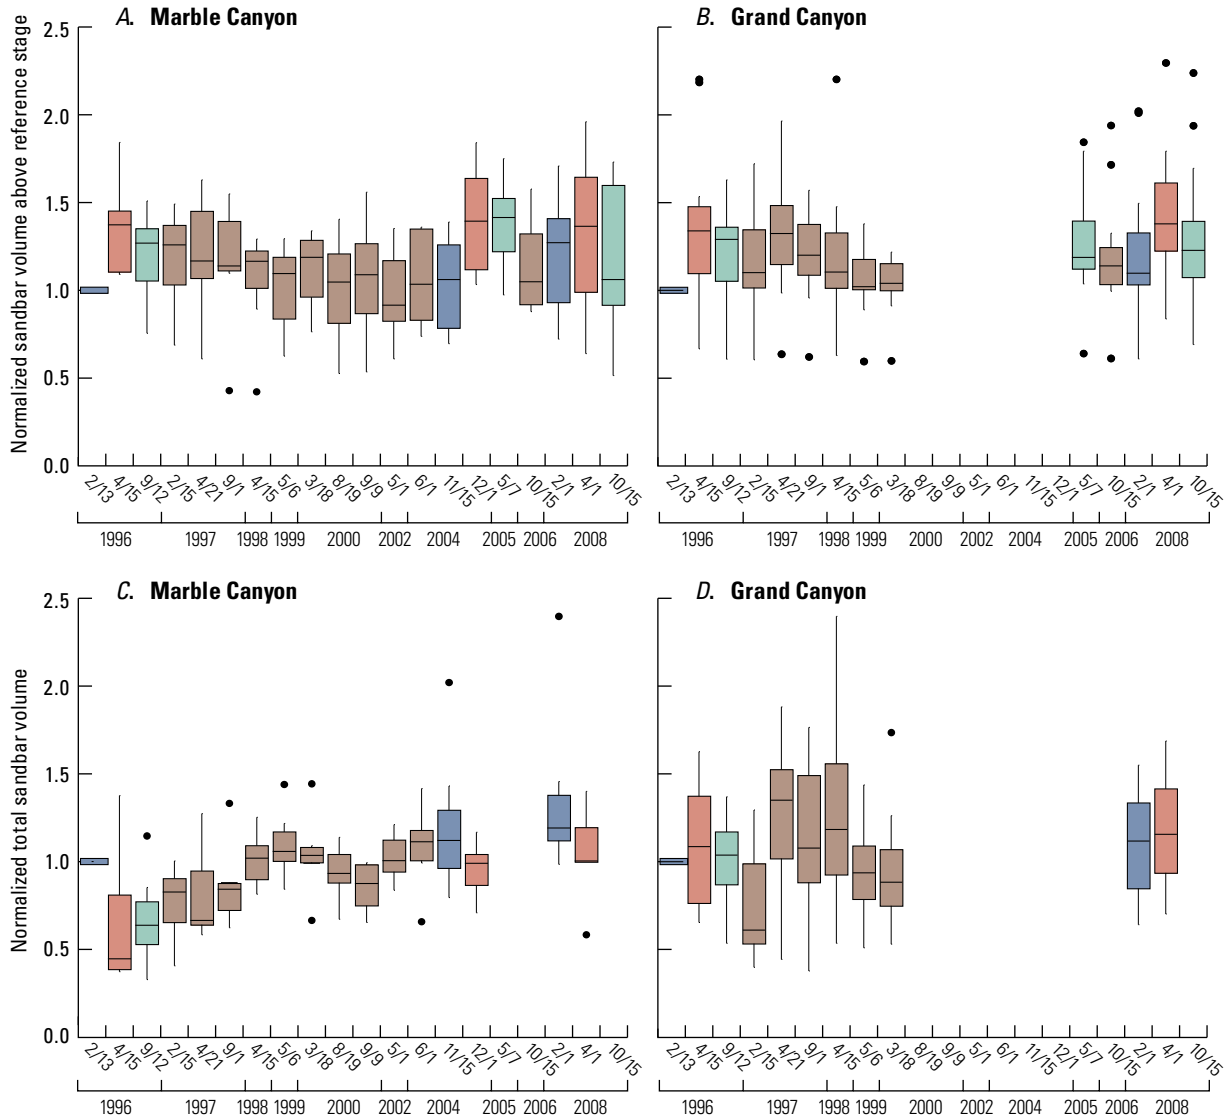 A. Marble Canyon
Normalized sandbar volume above reference stage
2.5
2.0
1.5
1.0
0.5
0.0
2/13 4/15 9/12 2/15 4/21 9/1 4/15 5/6 3/18 8/19 9/9 5/1 6/1 11/15 12/1 5/7 10/15 2/1 4/1 10/15
1996 1997 1998 1999 2000 2002 2004 2005 2006 2008
B. Grand Canyon
2/13 4/15 9/12 2/15 4/21 9/1 4/15 5/6 3/18 8/19 9/9 5/1 6/1 11/15 12/1 5/7 10/15 2/1 4/1 10/15
1996 1997 1998 1999 2000 2002 2004 2005 2006 2008
C. Marble Canyon
Normalized total sandbar volume
2.5
2.0
1.5
1.0
0.5
0.0
2/13 4/15 9/12 2/15 4/21 9/1 4/15 5/6 3/18 8/19 9/9 5/1 6/1 11/15 12/1 5/7 10/15 2/1 4/1 10/15
1996 1997 1998 1999 2000 2002 2004 2005 2006 2008
D. Grand Canyon
2/13 4/15 9/12 2/15 4/21 9/1 4/15 5/6 3/18 8/19 9/9 5/1 6/1 11/15 12/1 5/7 10/15 2/1 4/1 10/15
1996 1997 1998 1999 2000 2002 2004 2005 2006 2008